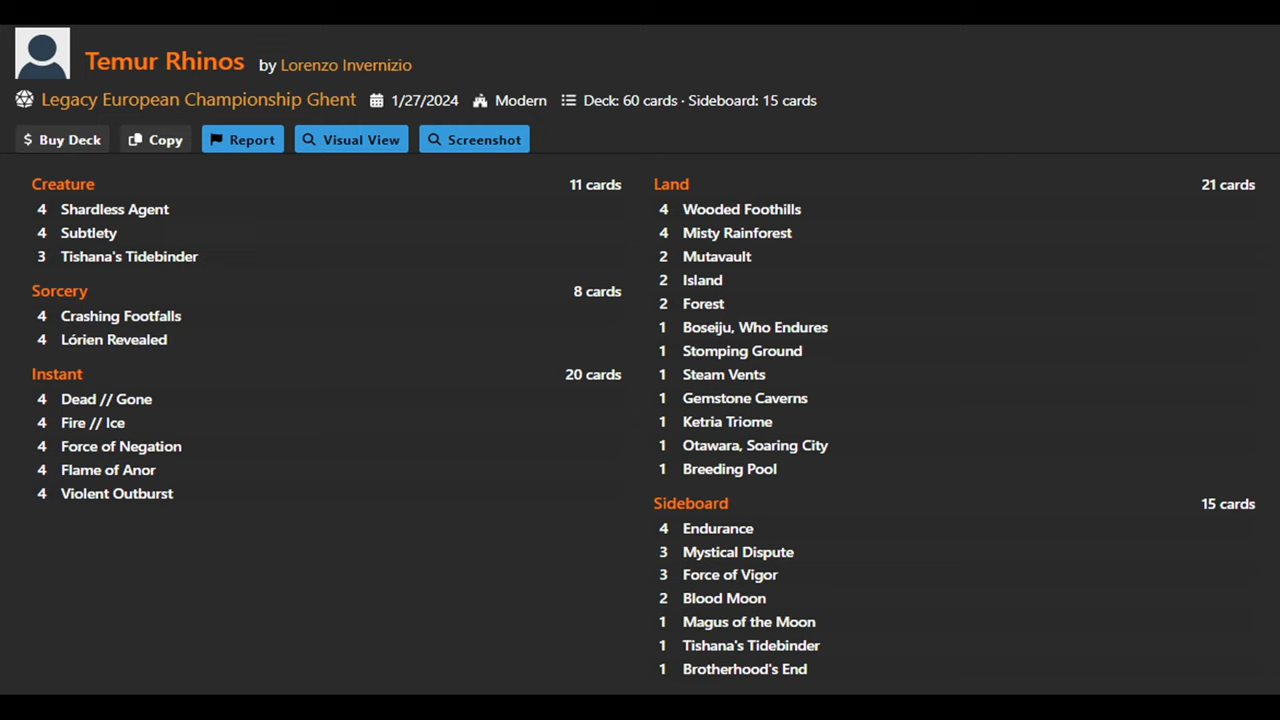 Temur Rhinos by Lorenzo Invernizio
Legacy European Championship Ghent 1/27/2024 Modern Deck: 60 cards · Sideboard: 15 cards
$ Buy Deck Copy Report Visual View Screenshot
Creature 11 cards
4 Shardless Agent
4 Subtlety
3 Tishana's Tidebinder
Sorcery 8 cards
4 Crashing Footfalls
4 Lórien Revealed
Instant 20 cards
4 Dead // Gone
4 Fire // Ice
4 Force of Negation
4 Flame of Anor
4 Violent Outburst
Land 21 cards
4 Wooded Foothills
4 Misty Rainforest
2 Mutavault
2 Island
2 Forest
1 Boseiju, Who Endures
1 Stomping Ground
1 Steam Vents
1 Gemstone Caverns
1 Ketria Triome
1 Otawara, Soaring City
1 Breeding Pool
Sideboard 15 cards
4 Endurance
3 Mystical Dispute
3 Force of Vigor
2 Blood Moon
1 Magus of the Moon
1 Tishana's Tidebinder
1 Brotherhood's End